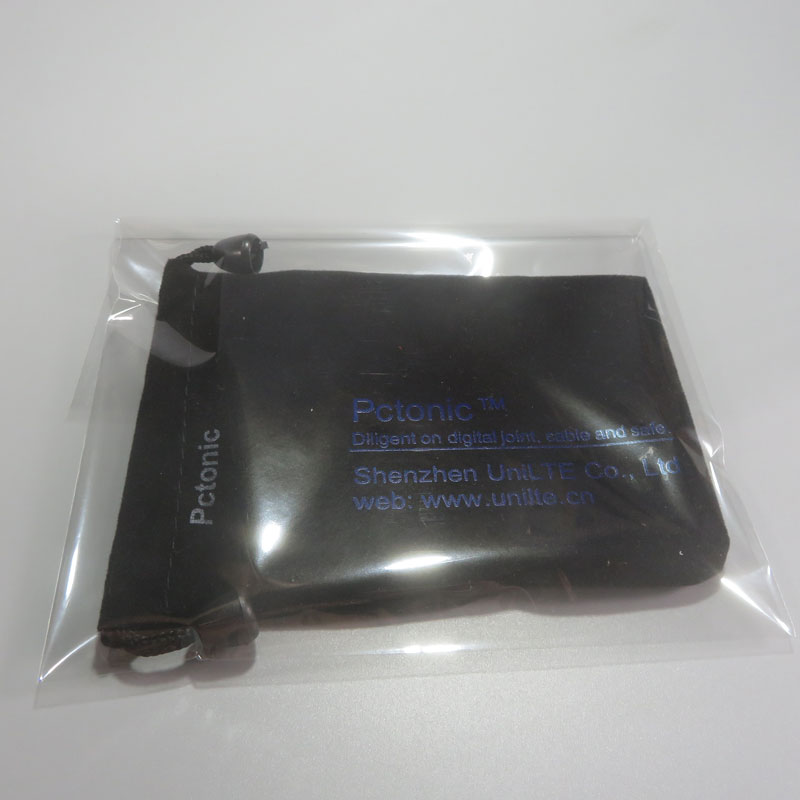 Pctonic
Pctonic™
Diligent on digital joint, cable and safe.
Shenzhen UniLTE Co., Ltd
web: www.unilte.cn